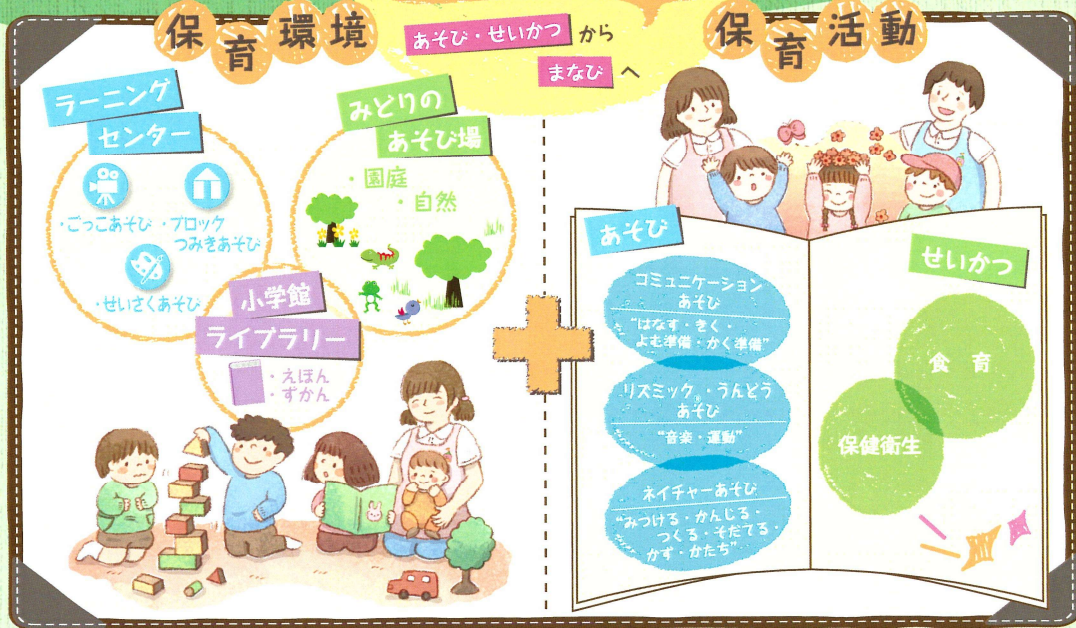 保育環境
あそび・せいかつ から
まなび へ
保育活動
ラーニング
センター
・ごっこあそび ・ブロック
つみきあそび
・せいさくあそび
みどりの
あそび場
・園庭
・自然
小学館
ライブラリー
・えほん
・ずかん
あそび
コミュニケーション
あそび
"はなす・きく・
よむ準備・かく準備"
リズミック®・うんどう
あそび
"音楽・運動"
ネイチャーあそび
"みつける・かんじる・
つくる・そだてる・
かず・かたち"
せいかつ
食 育
保健衛生